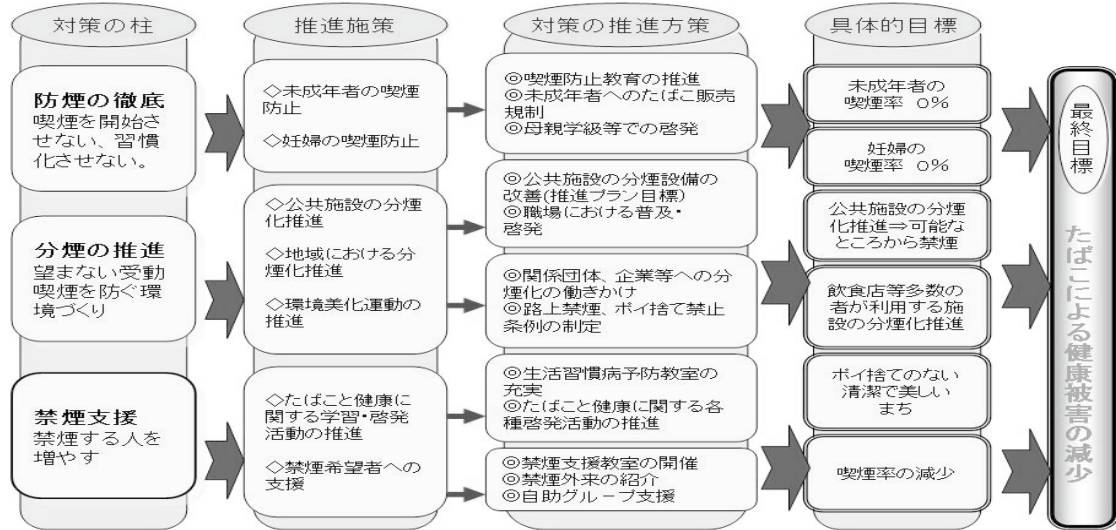 対策の柱
推進施策
対策の推進方策
具体的目標
防煙の徹底
喫煙を開始さ
せない、習慣
化させない。
分煙の推進
望まない受動
喫煙を防ぐ環
境づくり
禁煙支援
禁煙する人を
増やす
◇未成年者の喫煙
防止
◇妊婦の喫煙防止
◇公共施設の分煙
化推進
◇地域における分
煙化推進
◇環境美化運動の
推進
◇たばこと健康に
関する学習・啓発
活動の推進
◇禁煙希望者への
支援
◎喫煙防止教育の推進
◎未成年者へのたばこ販売
規制
◎母親学級等での啓発
◎公共施設の分煙設備の
改善(推進プラン目標)
◎職場における普及・
啓発
◎関係団体、企業等への分
煙化の働きかけ
◎路上禁煙、ポイ捨て禁止
条例の制定
◎生活習慣病予防教室の
充実
◎たばこと健康に関する各
種啓発活動の推進
◎禁煙支援教室の開催
◎禁煙外来の紹介
◎自助グループ支援
未成年者の
喫煙率 0%
妊婦の
喫煙率 0%
公共施設の分煙
化推進⇒可能な
ところから禁煙
飲食店等多数の
者が利用する施
設の分煙化推進
ポイ捨てのない
清潔で美しい
まち
喫煙率の減少
最終目標
たばこによる健康被害の減少